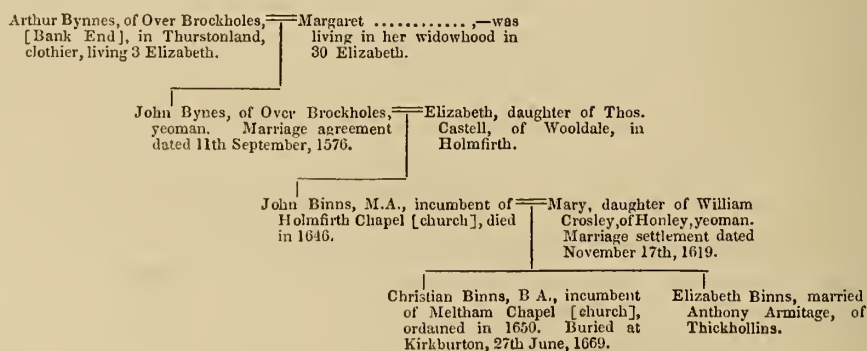 Arthur Bynnes, of Over Brockholes,
[Bank End], in Thurstonland,
clothier, living 3 Elizabeth.
Margaret ............ ,—was
living in her widowhood in
30 Elizabeth.
John Bynes, of Over Brockholes,
yeoman. Marriage agreement
dated 11th September, 1576.
Elizabeth, daughter of Thos.
Castell, of Wooldale, in
Holmfirth.
John Binns, M.A., incumbent of
Holmfirth Chapel [church], died
in 1646.
Mary, daughter of William
Crosley, of Honley, yeoman.
Marriage settlement dated
November 17th, 1619.
Christian Binns, B A., incumbent
of Meltham Chapel [church],
ordained in 1650. Buried at
Kirkburton, 27th June, 1669.
Elizabeth Binns, married
Anthony Armitage, of
Thickhollins.